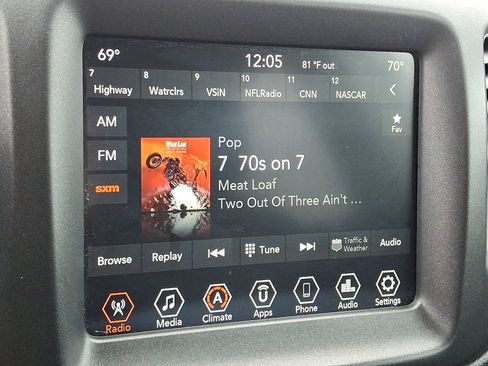 69° 12:05 81 °F out 70°
7 8 9 10 11 12
Highway Watrclrs VSiN NFLRadio CNN NASCAR
AM
FM
sxm
Meat Loaf
Pop
7 70s on 7
Meat Loaf
Two Out Of Three Ain't ...
Fav
Browse Replay Tune Traffic & Weather Audio
Radio Media Climate Apps Phone Audio Settings
A
U